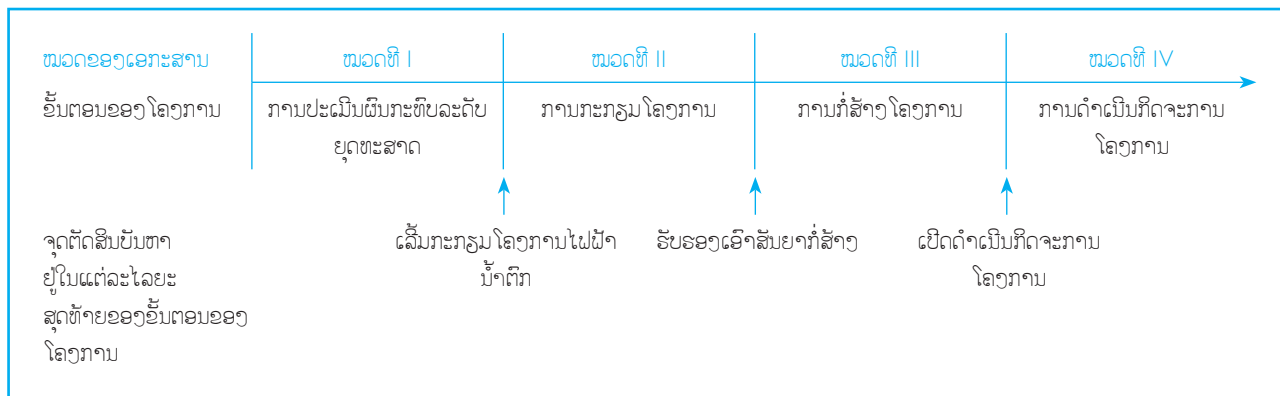 ໝວດຂອງເອກະສານ
ໝວດທີ I
ໝວດທີ II
ໝວດທີ III
ໝວດທີ IV
ຂັ້ນຕອນຂອງໂຄງການ
ການປະເມີນຜົນກະທົບລະດັບ
ຍຸດທະສາດ
ການກະກຽມໂຄງການ
ການກໍ່ສ້າງໂຄງການ
ການດຳເນີນກິດຈະການ
ໂຄງການ
ຈຸດຕັດສິນບັນຫາ
ຢູ່ໃນແຕ່ລະໄລຍະ
ສຸດທ້າຍຂອງຂັ້ນຕອນຂອງ
ໂຄງການ
ເລີ້ມກະກຽມໂຄງການໄຟຟ້າ
ນ້ຳຕົກ
ຮັບຮອງເອົາສັນຍາກໍ່ສ້າງ
ເປີດດຳເນີນກິດຈະການ
ໂຄງການ